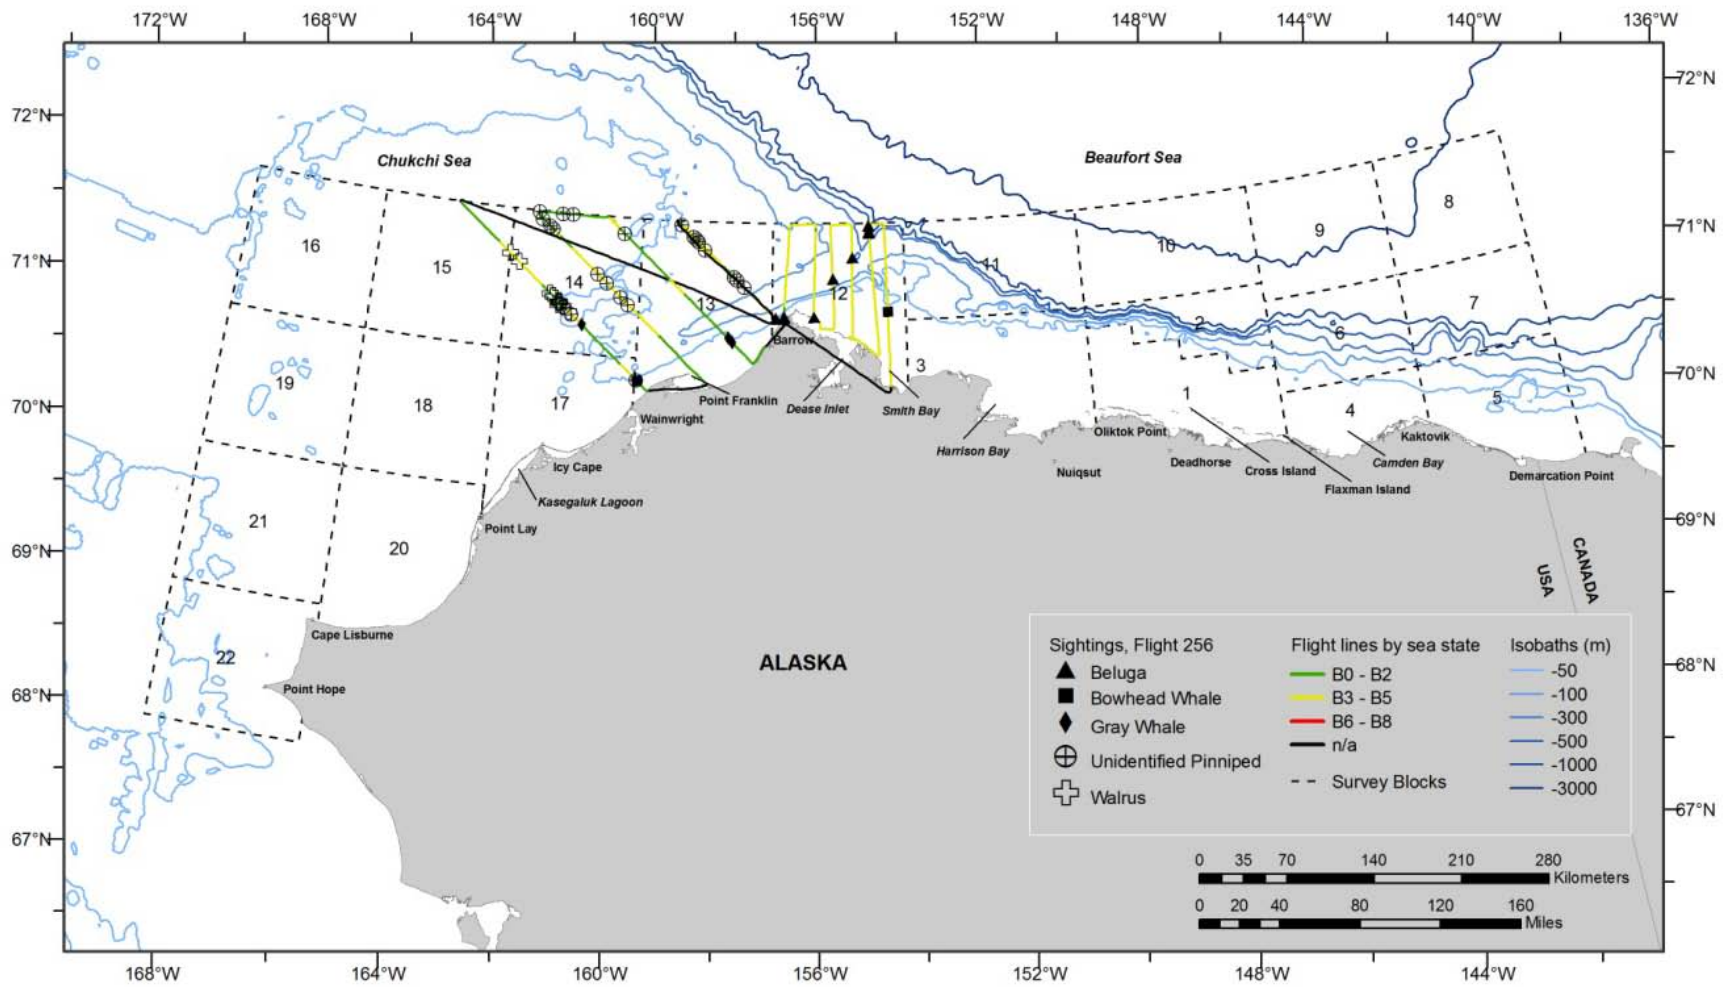 172°W 168°W 164°W 160°W 156°W 152°W 148°W 144°W 140°W 136°W
72°N 72°N
Chukchi Sea Beaufort Sea
8
9
16 10 71°N
71°N 15 14 11
12
13 7
2 6
Barrow
70°N 19 3 70°N
18 17 Point Franklin Dease Inlet Smith Bay 1 4 5
Wainwright
Oliktok Point Kaktovik
Harrison Bay
Icy Cape Nuiqsut Deadhorse Cross Island Camden Bay Demarcation Point
Flaxman Island
Kasegaluk Lagoon
21 Point Lay 69°N
69°N 20
USA CANADA
Cape Lisburne
22 ALASKA 68°N
68°N Point Hope
Sightings, Flight 256
Beluga
Bowhead Whale
Gray Whale
Unidentified Pinniped
Walrus
Flight lines by sea state
B0 - B2
B3 - B5
B6 - B8
n/a
Survey Blocks
Isobaths (m)
-50
-100
-300
-500
-1000
-3000
67°N 67°N
0 35 70 140 210 280
Kilometers
0 20 40 80 120 160
Miles
168°W 164°W 160°W 156°W 152°W 148°W 144°W